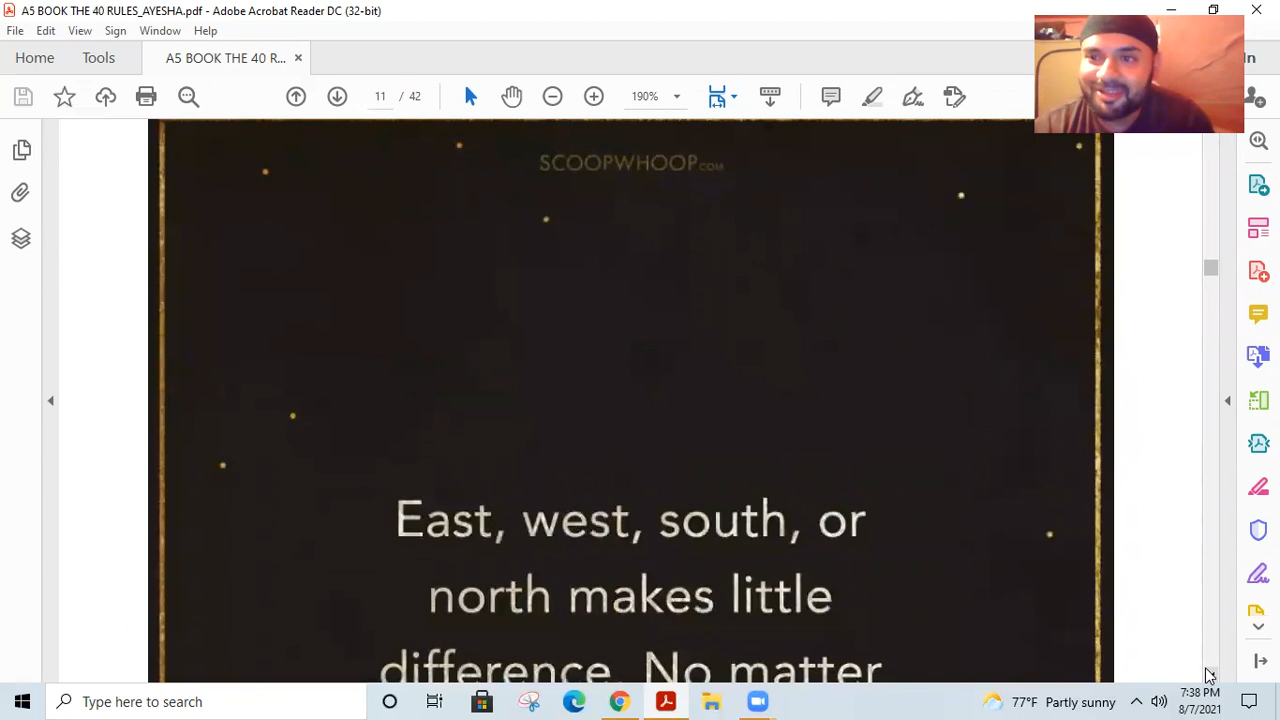 A5 BOOK THE 40 RULES_AYESHA.pdf - Adobe Acrobat Reader DC (32-bit)
File Edit View Sign Window Help
Home Tools A5 BOOK THE 40 R... × In
11 / 42 190%
SCOOPWHOOP.COM
East, west, south, or
north makes little
difference. No matter
Type here to search
77°F Partly sunny
7:38 PM
8/7/2021